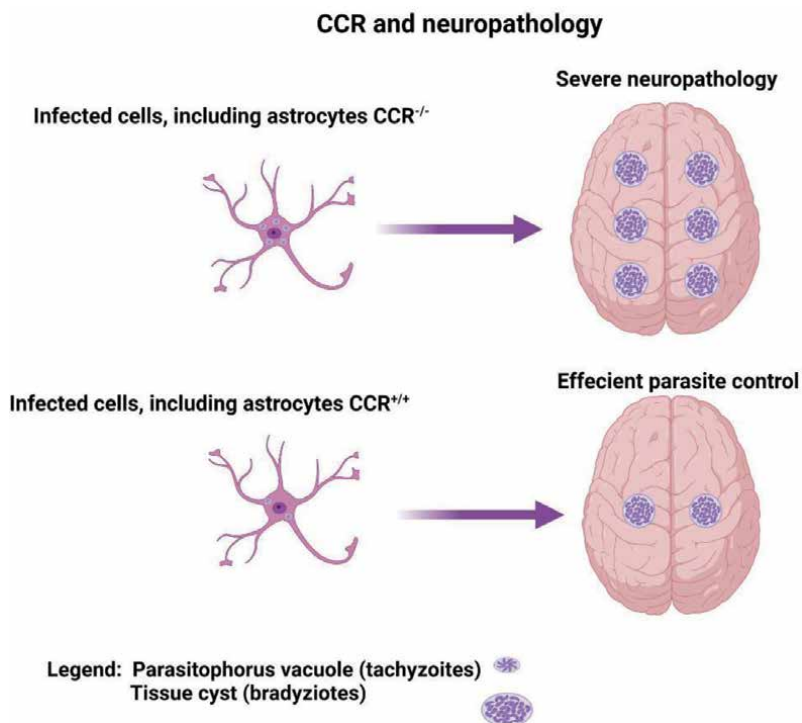 CCR and neuropathology
Severe neuropathology
Infected cells, including astrocytes CCR-/-
Effecient parasite control
Infected cells, including astrocytes CCR+/+
Legend: Parasitophorus vacuole (tachyzoites)
Tissue cyst (bradyziotes)